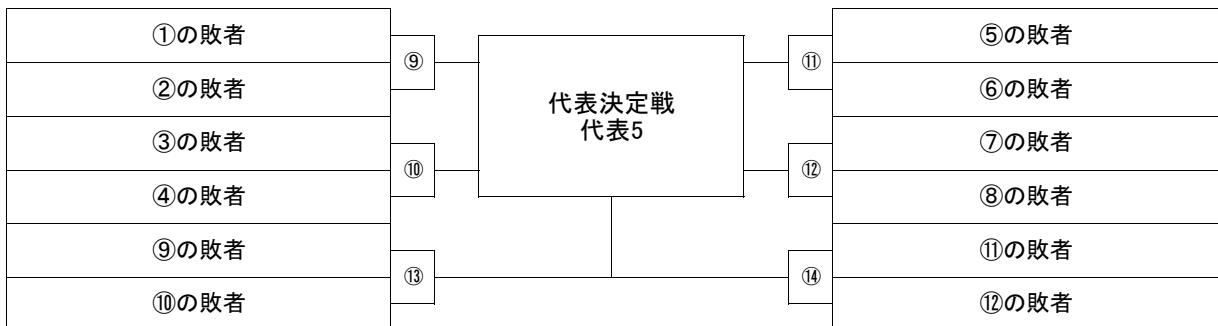 ①の敗者
②の敗者
③の敗者
④の敗者
⑨の敗者
⑩の敗者
⑨
⑩
⑬
代表決定戦
代表5
⑪
⑫
⑭
⑤の敗者
⑥の敗者
⑦の敗者
⑧の敗者
⑪の敗者
⑫の敗者